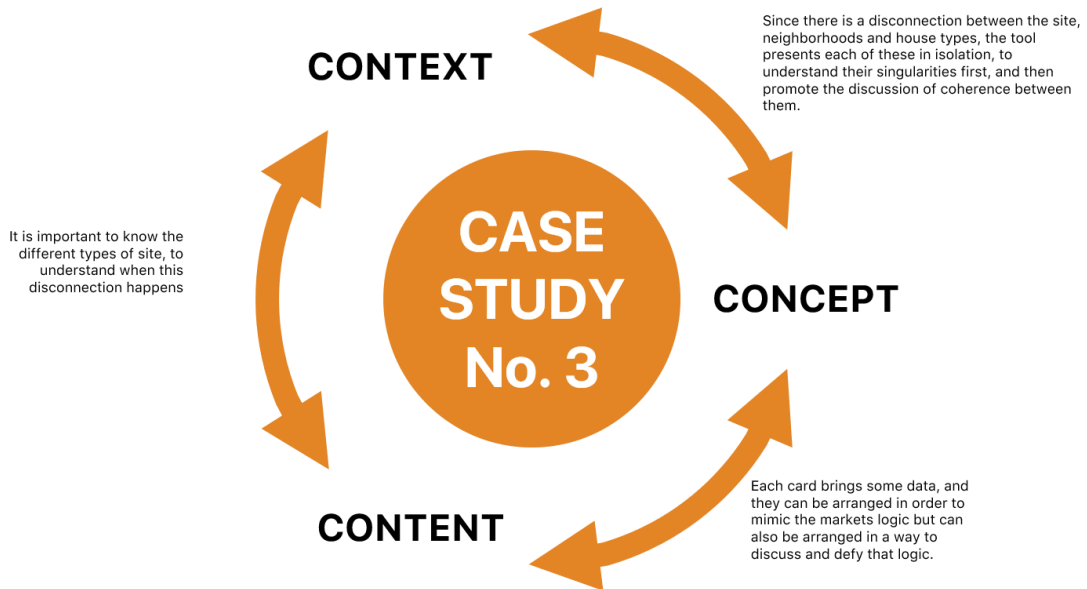 CONTEXT
Since there is a disconnection between the site,
neighborhoods and house types, the tool
presents each of these in isolation, to
understand their singularities first, and then
promote the discussion of coherence between
them.
CASE
STUDY
No. 3
It is important to know the
different types of site, to
understand when this
disconnection happens
CONCEPT
CONTENT
Each card brings some data, and
they can be arranged in order to
mimic the markets logic but can
also be arranged in a way to
discuss and defy that logic.